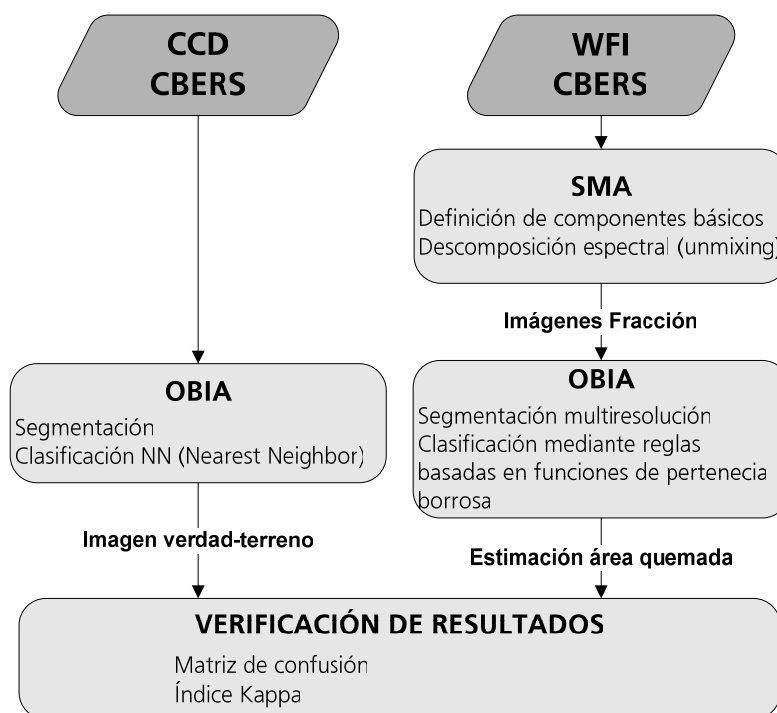 CCD
CBERS
WFI
CBERS
SMA
Definición de componentes básicos
Descomposición espectral (unmixing)
Imágenes Fracción
OBIA
Segmentación
Clasificación NN (Nearest Neighbor)
OBIA
Segmentación multiresolución
Clasificación mediante reglas
basadas en funciones de pertenecia
borrosa
Imagen verdad-terreno
Estimación área quemada
VERIFICACIÓN DE RESULTADOS
Matriz de confusión
Índice Kappa